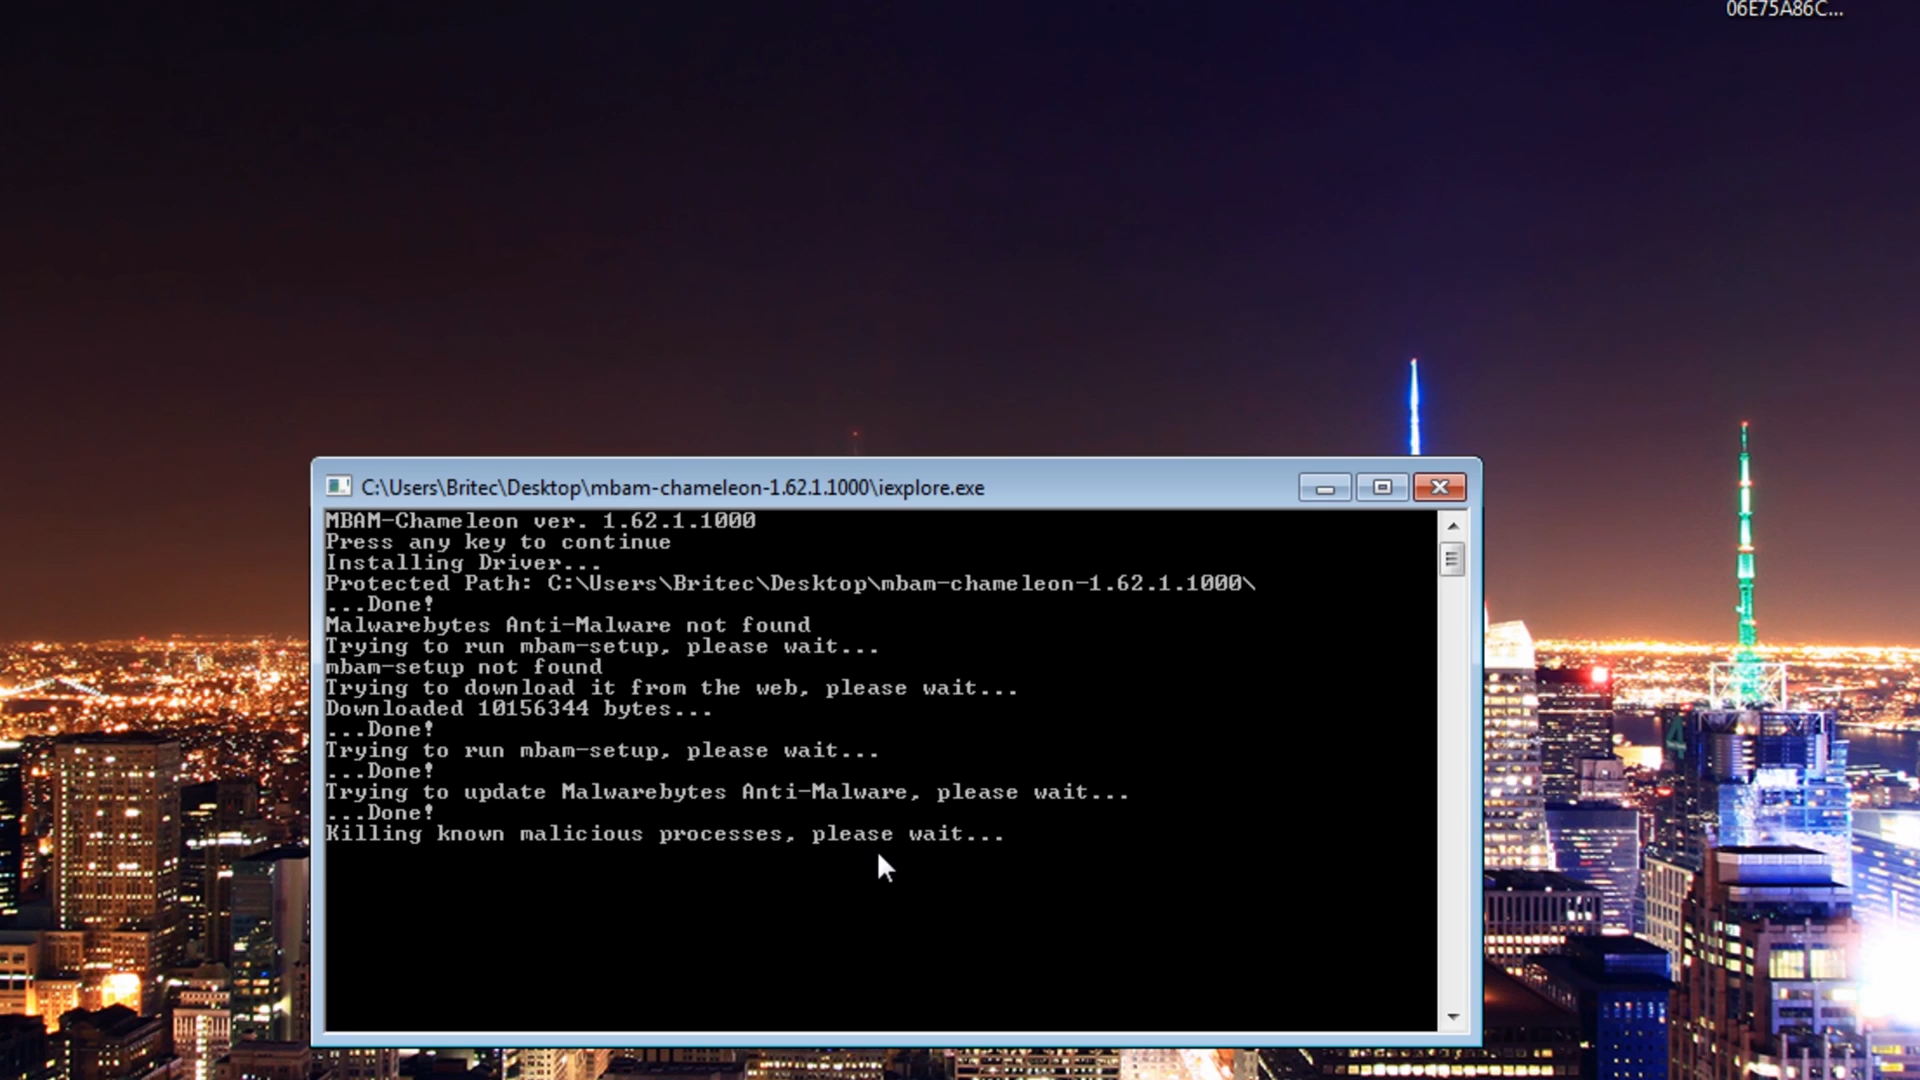 06E75A86C...
C:\Users\Britec\Desktop\mbam-chameleon-1.62.1.1000\iexplore.exe
MBAM-Chameleon ver. 1.62.1.1000
Press any key to continue
Installing Driver...
Protected Path: C:\Users\Britec\Desktop\mbam-chameleon-1.62.1.1000\
...Done!
Malwarebytes Anti-Malware not found
Trying to run mbam-setup, please wait...
mbam-setup not found
Trying to download it from the web, please wait...
Downloaded 10156344 bytes...
...Done!
Trying to run mbam-setup, please wait...
...Done!
Trying to update Malwarebytes Anti-Malware, please wait...
...Done!
Killing known malicious processes, please wait...